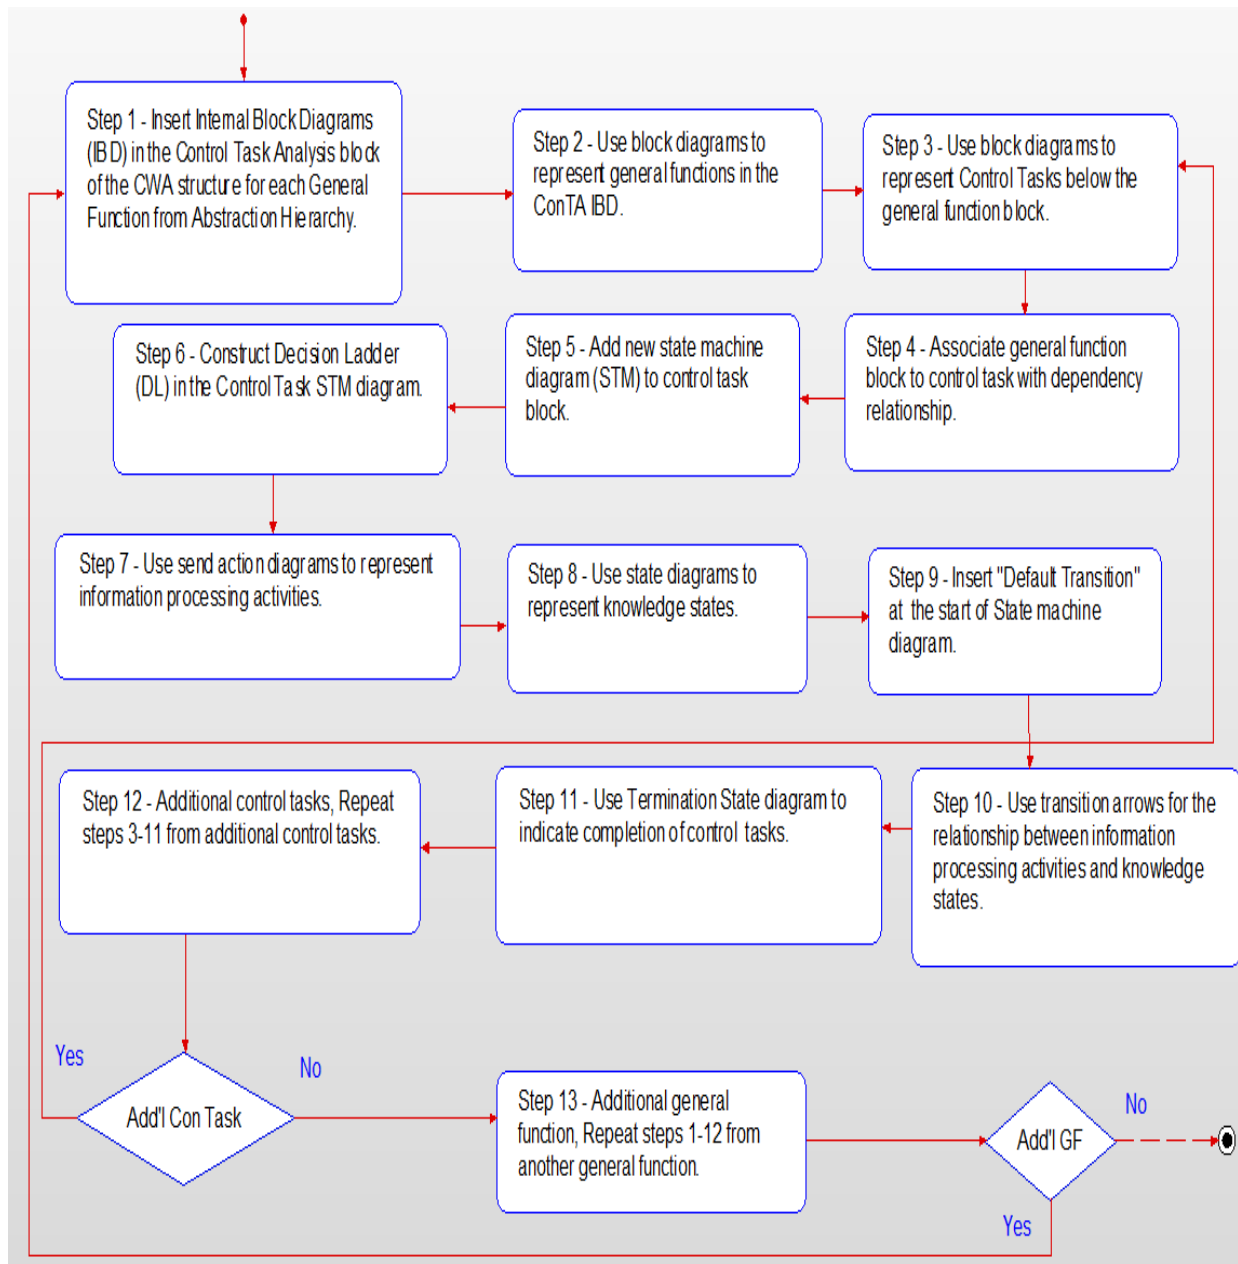 Step 1 - Insert Internal Block Diagrams
(IBD) in the Control Task Analysis block
of the CWA structure for each General
Function from Abstraction Hierarchy.
Step 2 - Use block diagrams to
represent general functions in the
ConTA IBD.
Step 3 - Use block diagrams to
represent Control Tasks below the
general function block.
Step 6 - Construct Decision Ladder
(DL) in the Control Task STM diagram.
Step 5 - Add new state machine
diagram (STM) to control task
block.
Step 4 - Associate general function
block to control task with dependency
relationship.
Step 7 - Use send action diagrams to represent
information processing activities.
Step 8 - Use state diagrams to
represent knowledge states.
Step 9 - Insert "Default Transition"
at the start of State machine
diagram.
Step 12 - Additional control tasks, Repeat
steps 3-11 from additional control tasks.
Step 11 - Use Termination State diagram to
indicate completion of control tasks.
Step 10 - Use transition arrows for the
relationship between information
processing activities and knowledge
states.
Yes
Add'l Con Task
No
Step 13 - Additional general
function, Repeat steps 1-12 from
another general function.
Add'l GF
No
Yes